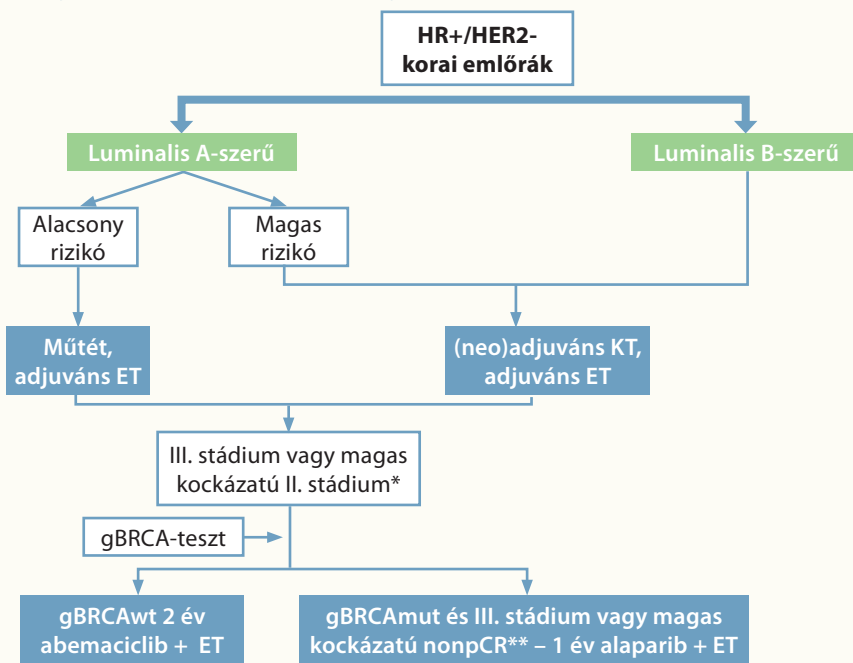 HR+/HER2-
korai emlőrák
Luminalis A-szerű
Luminalis B-szerű
Alacsony
rizikó
Magas
rizikó
Műtét,
adjuváns ET
(neo)adjuváns KT,
adjuváns ET
III. stádium vagy magas
kockázatú II. stádium*
gBRCA-teszt
gBRCAwt 2 év
abemaciclib + ET
gBRCAmut és III. stádium vagy magas
kockázatú nonpCR** – 1 év alaparib + ET